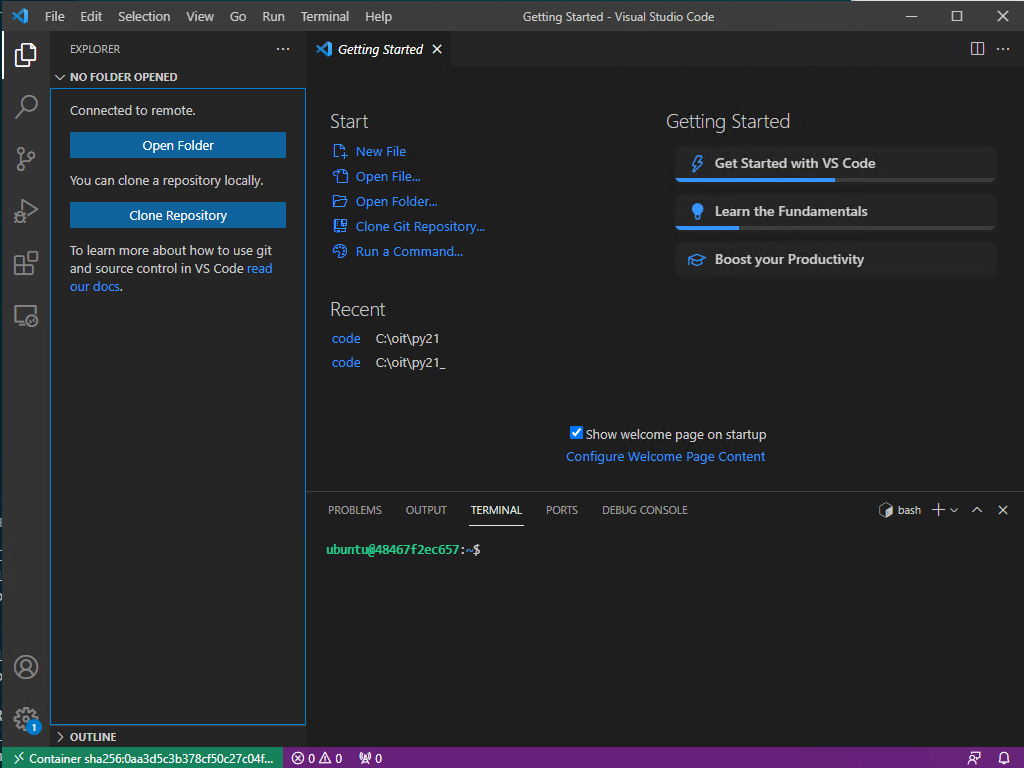 File Edit Selection View Go Run Terminal Help
Getting Started - Visual Studio Code
EXPLORER
NO FOLDER OPENED
Connected to remote.
Open Folder
You can clone a repository locally.
Clone Repository
To learn more about how to use git
and source control in VS Code read
our docs.
OUTLINE
Getting Started
Start
New File
Open File...
Open Folder...
Clone Git Repository...
Run a Command...
Recent
code C:\oit\py21
code C:\oit\py21_
Getting Started
Get Started with VS Code
Learn the Fundamentals
Boost your Productivity
Show welcome page on startup
Configure Welcome Page Content
PROBLEMS OUTPUT TERMINAL PORTS DEBUG CONSOLE
bash
ubuntu@48467f2ec657:~$
1
Container sha256:0aa3d5c3b378cf50c27c04f... 0 0 0